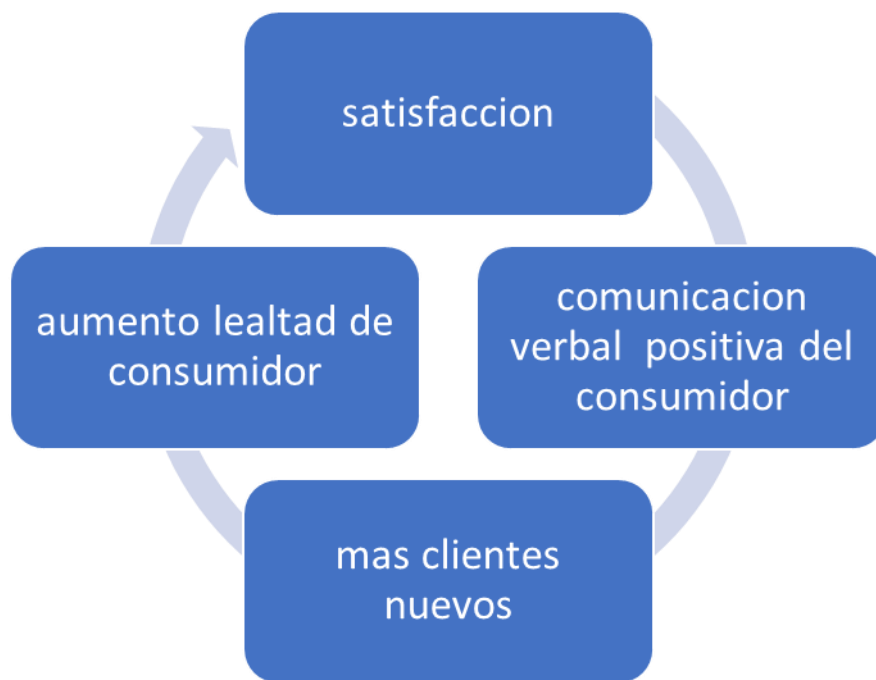 satisfaccion
comunicacion
verbal  positiva del
consumidor
mas clientes
nuevos
aumento lealtad de
consumidor